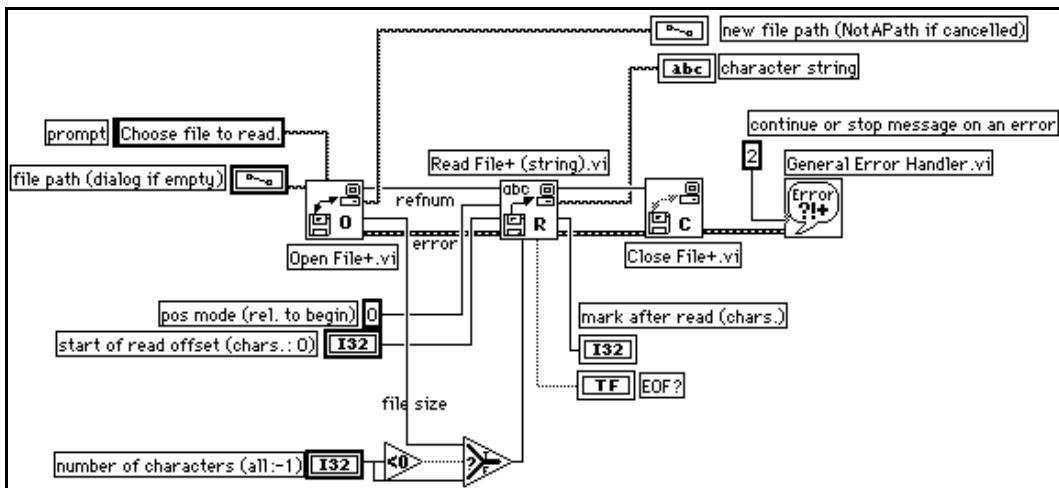 new file path (NotAPath if cancelled)
abc character string
prompt Choose file to read.
continue or stop message on an error
2
file path (dialog if empty)
Read File+ (string).vi
General Error Handler.vi
abc
Error
?!+
refnum
O
R
C
error
Open File+.vi
Close File+.vi
pos mode (rel. to begin) 0
mark after read (chars.)
start of read offset (chars.: 0) I32
I32
TF EOF?
file size
number of characters (all:-1) I32
<0
?
T
F